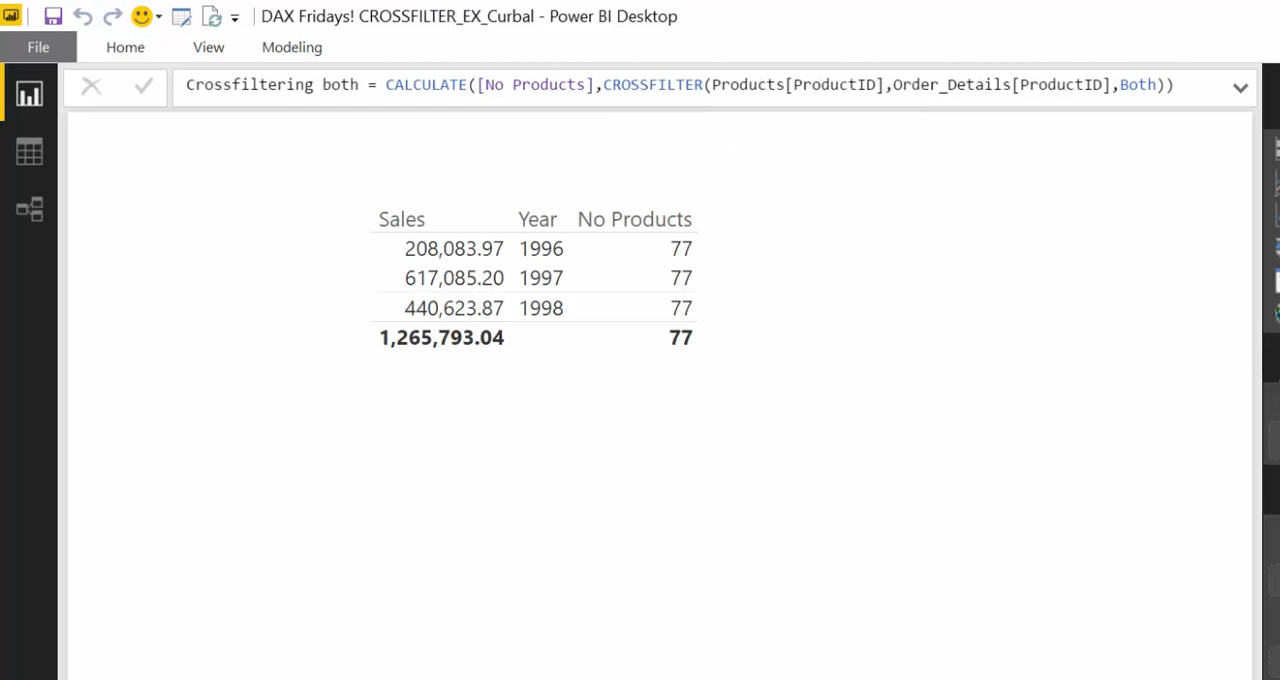 DAX Fridays! CROSSFILTER_EX_Curbal - Power BI Desktop
File Home View Modeling
Crossfiltering both = CALCULATE([No Products],CROSSFILTER(Products[ProductID],Order_Details[ProductID],Both))
Sales Year No Products
208,083.97 1996 77
617,085.20 1997 77
440,623.87 1998 77
1,265,793.04 77